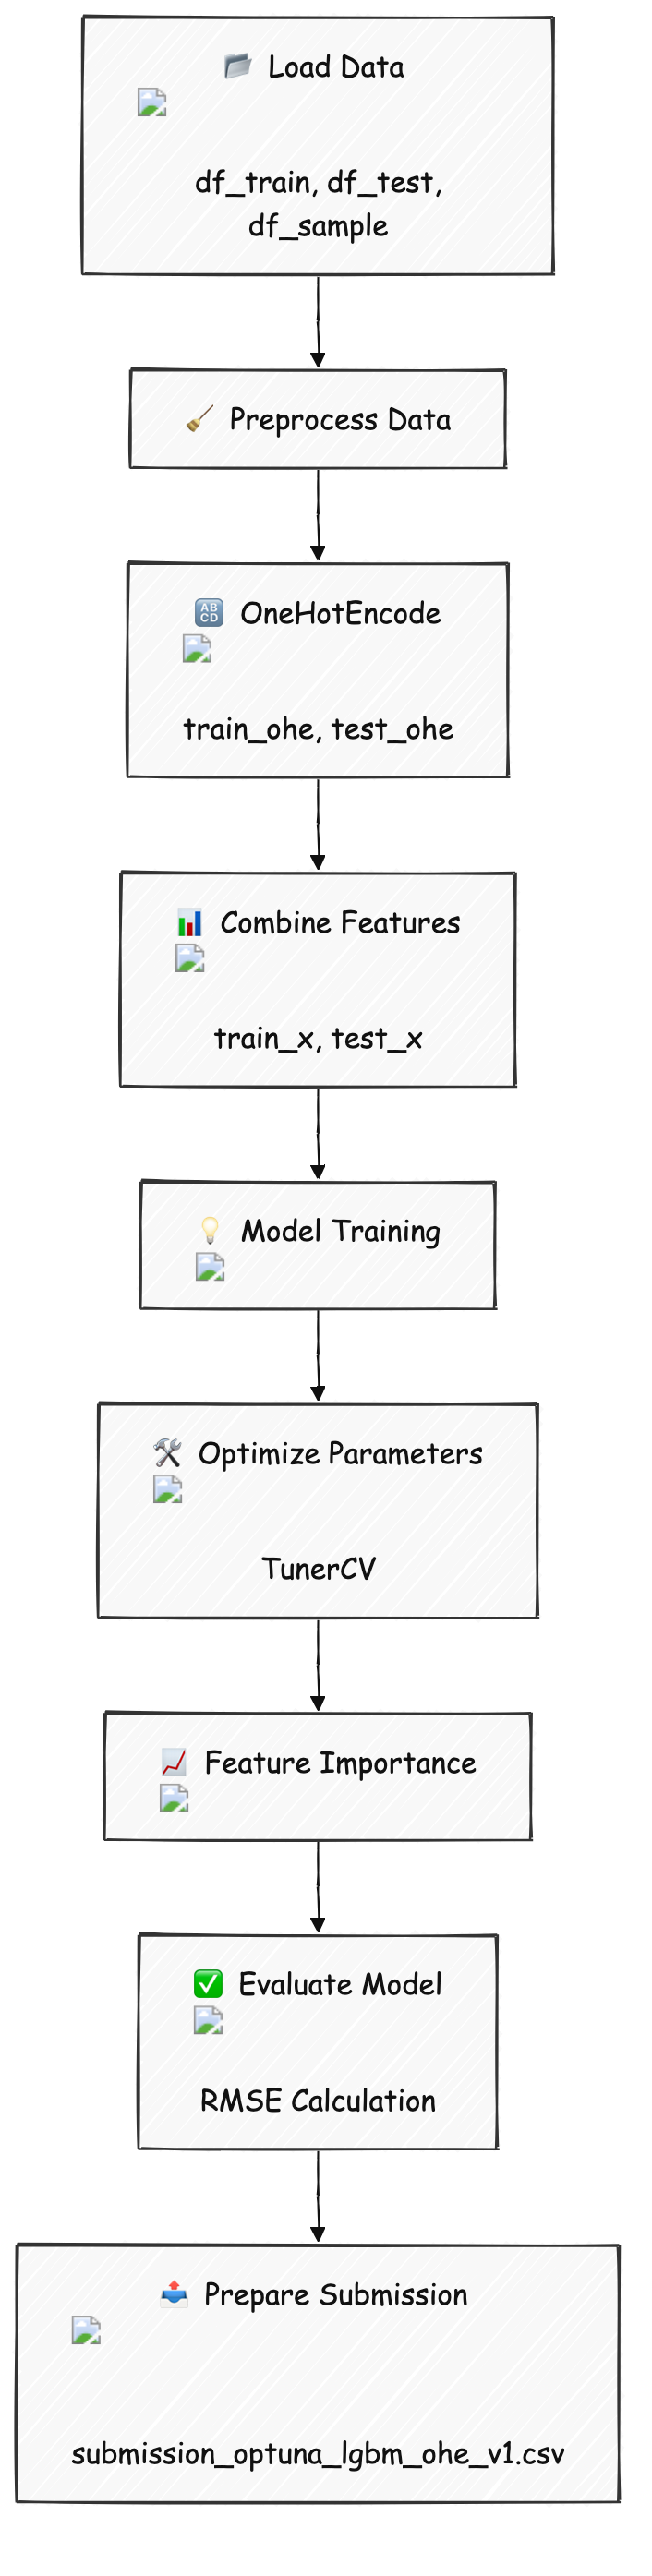 Load Data
df_train, df_test,
df_sample
Preprocess Data
OneHotEncode
train_ohe, test_ohe
Combine Features
train_x, test_x
Model Training
Optimize Parameters
TunerCV
Feature Importance
Evaluate Model
RMSE Calculation
Prepare Submission
submission_optuna_lgbm_ohe_v1.csv